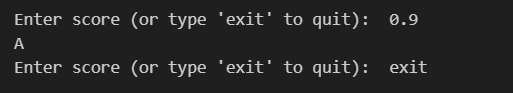 Enter score (or type 'exit' to quit):  0.9
A
Enter score (or type 'exit' to quit):  exit